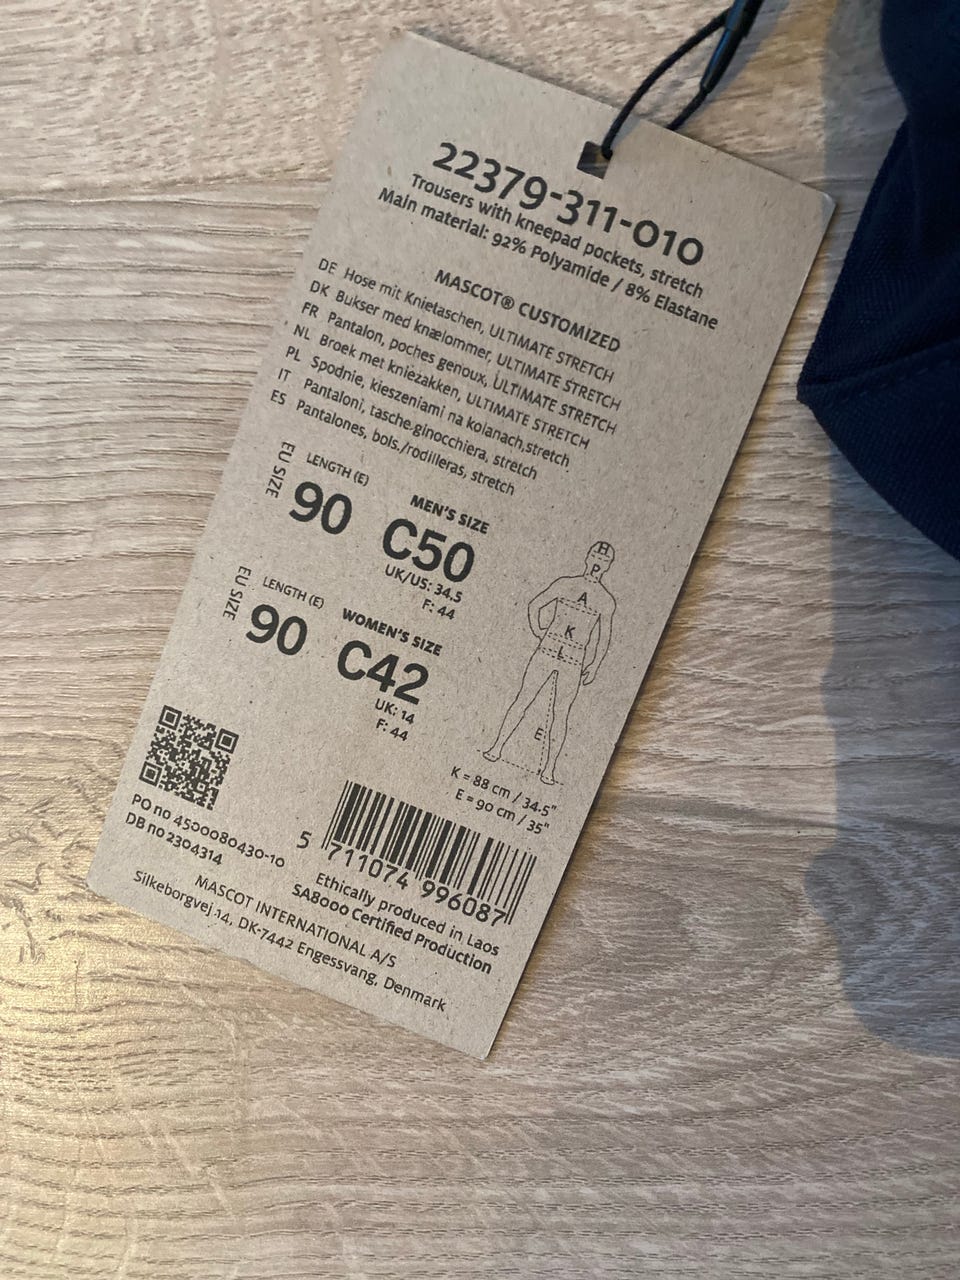 22379-311-010
Trousers with kneepad pockets, stretch
Main material: 92% Polyamide / 8% Elastane
MASCOT® CUSTOMIZED
DE Hose mit Knietaschen, ULTIMATE STRETCH
DK Bukser med knælommer, ULTIMATE STRETCH
FR Pantalon, poches genoux, ULTIMATE STRETCH
NL Broek met kniezakken, ULTIMATE STRETCH
PL Spodnie, kieszeniami na kolanach,stretch
IT Pantaloni, tasche.ginocchiera, stretch
ES Pantalones, bols./rodilleras, stretch
EU SIZE
LENGTH (E)
90
MEN'S SIZE
C50
UK/US: 34.5
F: 44
EU SIZE
LENGTH (E)
90
WOMEN'S SIZE
C42
UK: 14
F: 44
H
P
A
K
L
E
K = 88 cm / 34.5"
E = 90 cm / 35"
PO no 4500080430-10
DB no 2304314
5 711074 996087
Ethically produced in Laos
SA8000 Certified Production
MASCOT INTERNATIONAL A/S
Silkeborgvej 14, DK-7442 Engesvang, Denmark